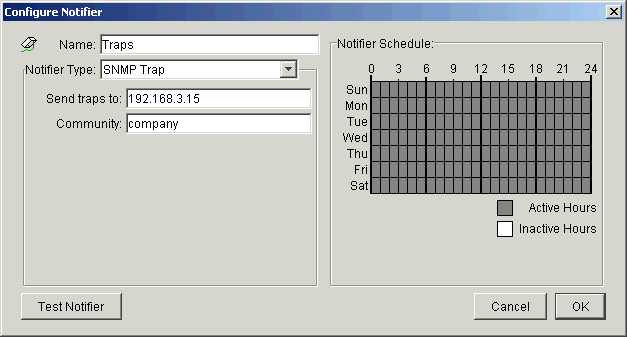 Configure Notifier
Name: Traps
Notifier Type: SNMP Trap
Send traps to: 192.168.3.15
Community: company
Notifier Schedule:
0 3 6 9 12 15 18 21 24
Sun
Mon
Tue
Wed
Thu
Fri
Sat
Active Hours
Inactive Hours
Test Notifier
Cancel
OK